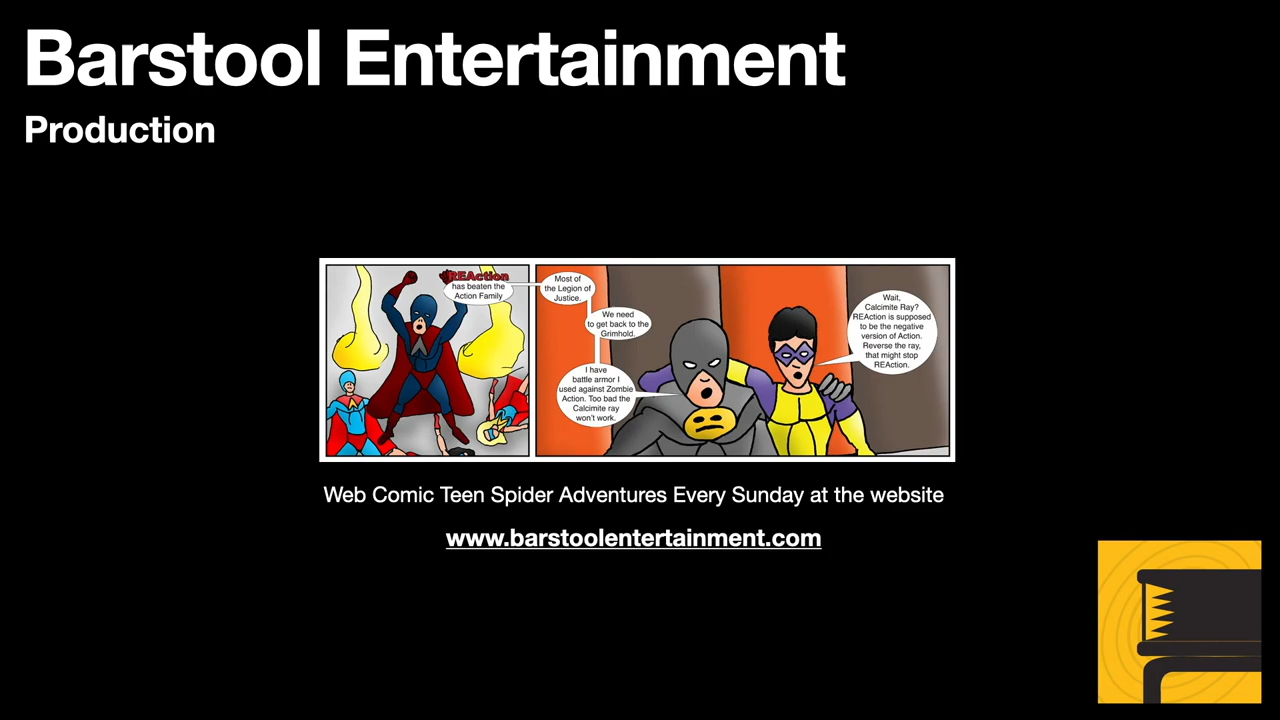 Barstool Entertainment
Production
REAction
has beaten the
Action Family
Most of
the Legion of
Justice.
We need
to get back to the
Grimhold.
I have
battle armor I
used against Zombie
Action. Too bad the
Calcimite ray
won't work.
Wait,
Calcimite Ray?
REAction is supposed
to be the negative
version of Action.
Reverse the ray,
that might stop
REAction.
Web Comic Teen Spider Adventures Every Sunday at the website
www.barstoolentertainment.com